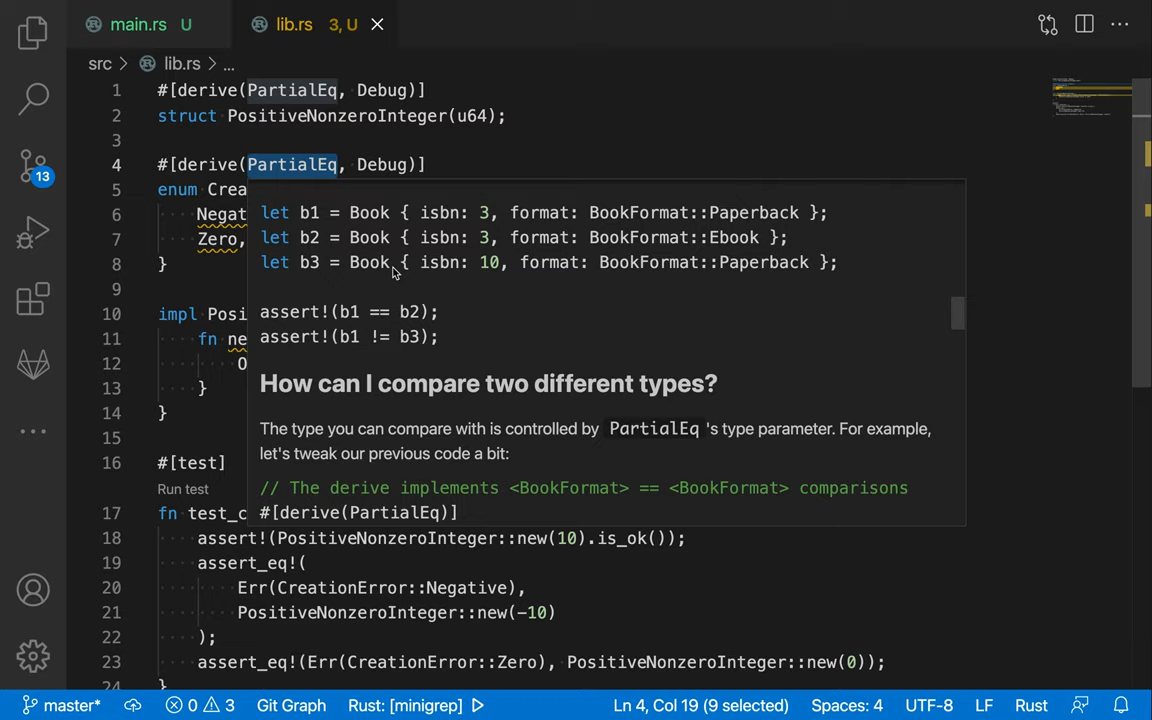 main.rs U lib.rs 3, U
src > lib.rs > ...
1 #[derive(PartialEq, Debug)]
2 struct PositiveNonzeroInteger(u64);
3
4 #[derive(PartialEq, Debug)]
5 enum Crea
let b1 = Book { isbn: 3, format: BookFormat::Paperback };
6 Negat
let b2 = Book { isbn: 3, format: BookFormat::Ebook };
7 Zero,
let b3 = Book { isbn: 10, format: BookFormat::Paperback };
8 }
9
assert!(b1 == b2);
10 impl Posi
assert!(b1 != b3);
11 fn ne
12 O
How can I compare two different types?
13 }
14 }
The type you can compare with is controlled by PartialEq 's type parameter. For example,
15
let's tweak our previous code a bit:
16 #[test]
Run test
// The derive implements <BookFormat> == <BookFormat> comparisons
17 fn test_c
#[derive(PartialEq)]
18 assert!(PositiveNonzeroInteger::new(10).is_ok());
19 assert_eq!(
20 Err(CreationError::Negative),
21 PositiveNonzeroInteger::new(-10)
22 );
23 assert_eq!(Err(CreationError::Zero), PositiveNonzeroInteger::new(0));
24 }
13
master* 0 3 Git Graph Rust: [minigrep] Ln 4, Col 19 (9 selected) Spaces: 4 UTF-8 LF Rust